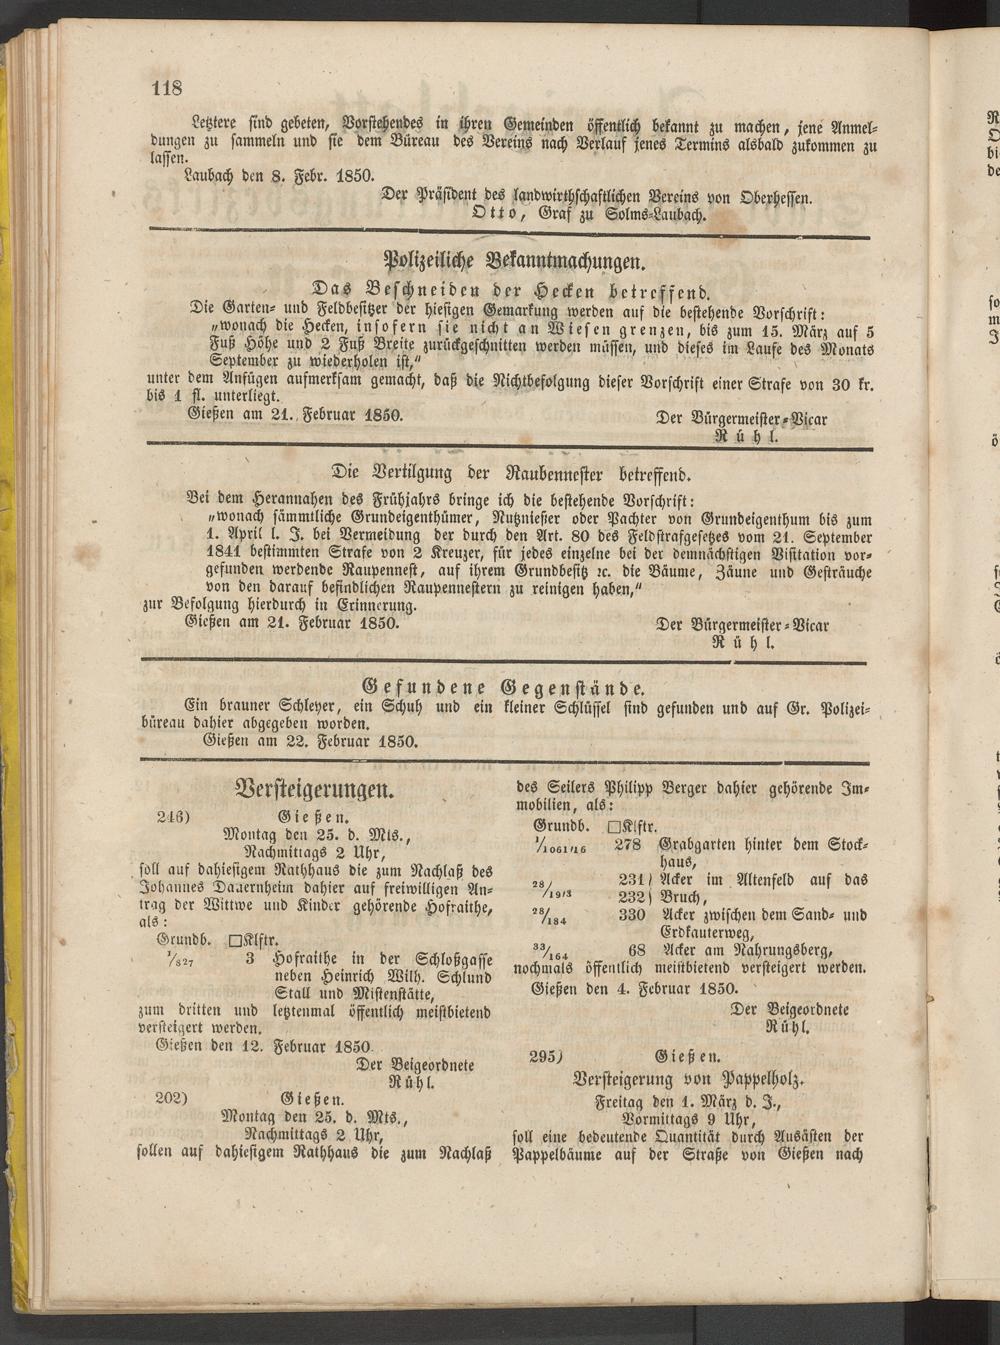 118
Letztere sind gebeten, Vorstehendes in ihren Gemeinden öffentlich bekannt zu machen, jene Anmel-
dungen zu sammeln und sie dem Büreau des Vereins nach Verlauf jenes Termins alsbald zukommen zu
lassen.
Laubach den 8. Febr. 1850.
Der Präsident des landwirthschaftlichen Vereins von Oberhessen.
Otto, Graf zu Solms-Laubach.
Polizeiliche Bekanntmachungen.
Das Beschneiden der Hecken betreffend.
Die Garten- und Feldbesitzer der hiesigen Gemarkung werden auf die bestehende Vorschrift:
„wonach die Hecken, insofern sie nicht an Wiesen grenzen, bis zum 15. März auf 5
Fuß Höhe und 2 Fuß Breite zurückgeschnitten werden müssen, und dieses im Laufe des Monats
September zu wiederholen ist,“
unter dem Anfügen aufmerksam gemacht, daß die Nichtbefolgung dieser Vorschrift einer Strafe von 30 kr.
bis 1 fl. unterliegt.
Gießen am 21. Februar 1850.
Der Bürgermeister-Vicar
Rühl.
Die Vertilgung der Raubennester betreffend.
Bei dem Herannahen des Frühjahrs bringe ich die bestehende Vorschrift:
„wonach sämmtliche Grundeigenthümer, Nutznießer oder Pachter von Grundeigenthum bis zum
1. April l. J. bei Vermeidung der durch den Art. 80 des Feldstrafgesetzes vom 21. September
1841 bestimmten Strafe von 2 Kreuzer, für jedes einzelne bei der demnächstigen Visitation vor-
gefunden werdende Raupennest, auf ihrem Grundbesitz ꝛc. die Bäume, Zäune und Gesträuche
von den darauf befindlichen Raupennestern zu reinigen haben,“
zur Befolgung hierdurch in Erinnerung.
Gießen am 21. Februar 1850.
Der Bürgermeister-Vicar
Rühl.
Gefundene Gegenstände.
Ein brauner Schleyer, ein Schuh und ein kleiner Schlüssel sind gefunden und auf Gr. Polizei-
büreau dahier abgegeben worden.
Gießen am 22. Februar 1850.
Versteigerungen.
246) Gießen.
Montag den 25. d. Mts.,
Nachmittags 2 Uhr,
soll auf dahiesigem Rathhaus die zum Nachlaß des
Johannes Dauernheim dahier auf freiwilligen An-
trag der Wittwe und Kinder gehörende Hofraithe,
als:
Grundb. □Klftr.
1/827 3 Hofraithe in der Schloßgasse
neben Heinrich Wilh. Schlund
Stall und Mistenstätte,
zum dritten und letztenmal öffentlich meistbietend
versteigert werden.
Gießen den 12. Februar 1850.
Der Beigeordnete
Rühl.
202) Gießen.
Montag den 25. d. Mts.,
Nachmittags 2 Uhr,
sollen auf dahiesigem Rathhaus die zum Nachlaß
des Seilers Philipp Berger dahier gehörende Im-
mobilien, als:
Grundb. □Klftr.
1/1061/16 278 Grabgarten hinter dem Stock-
haus,
28/19/3 231) Acker im Altenfeld auf das
232) Bruch,
28/184 330 Acker zwischen dem Sand- und
Erdkauterweg,
33/164 68 Acker am Nahrungsberg,
nochmals öffentlich meistbietend versteigert werden.
Gießen den 4. Februar 1850.
Der Beigeordnete
Rühl.
295) Gießen.
Versteigerung von Pappelholz.
Freitag den 1. März d. J.,
Vormittags 9 Uhr,
soll eine bedeutende Quantität durch Ausästen der
Pappelbäume auf der Straße von Gießen nach